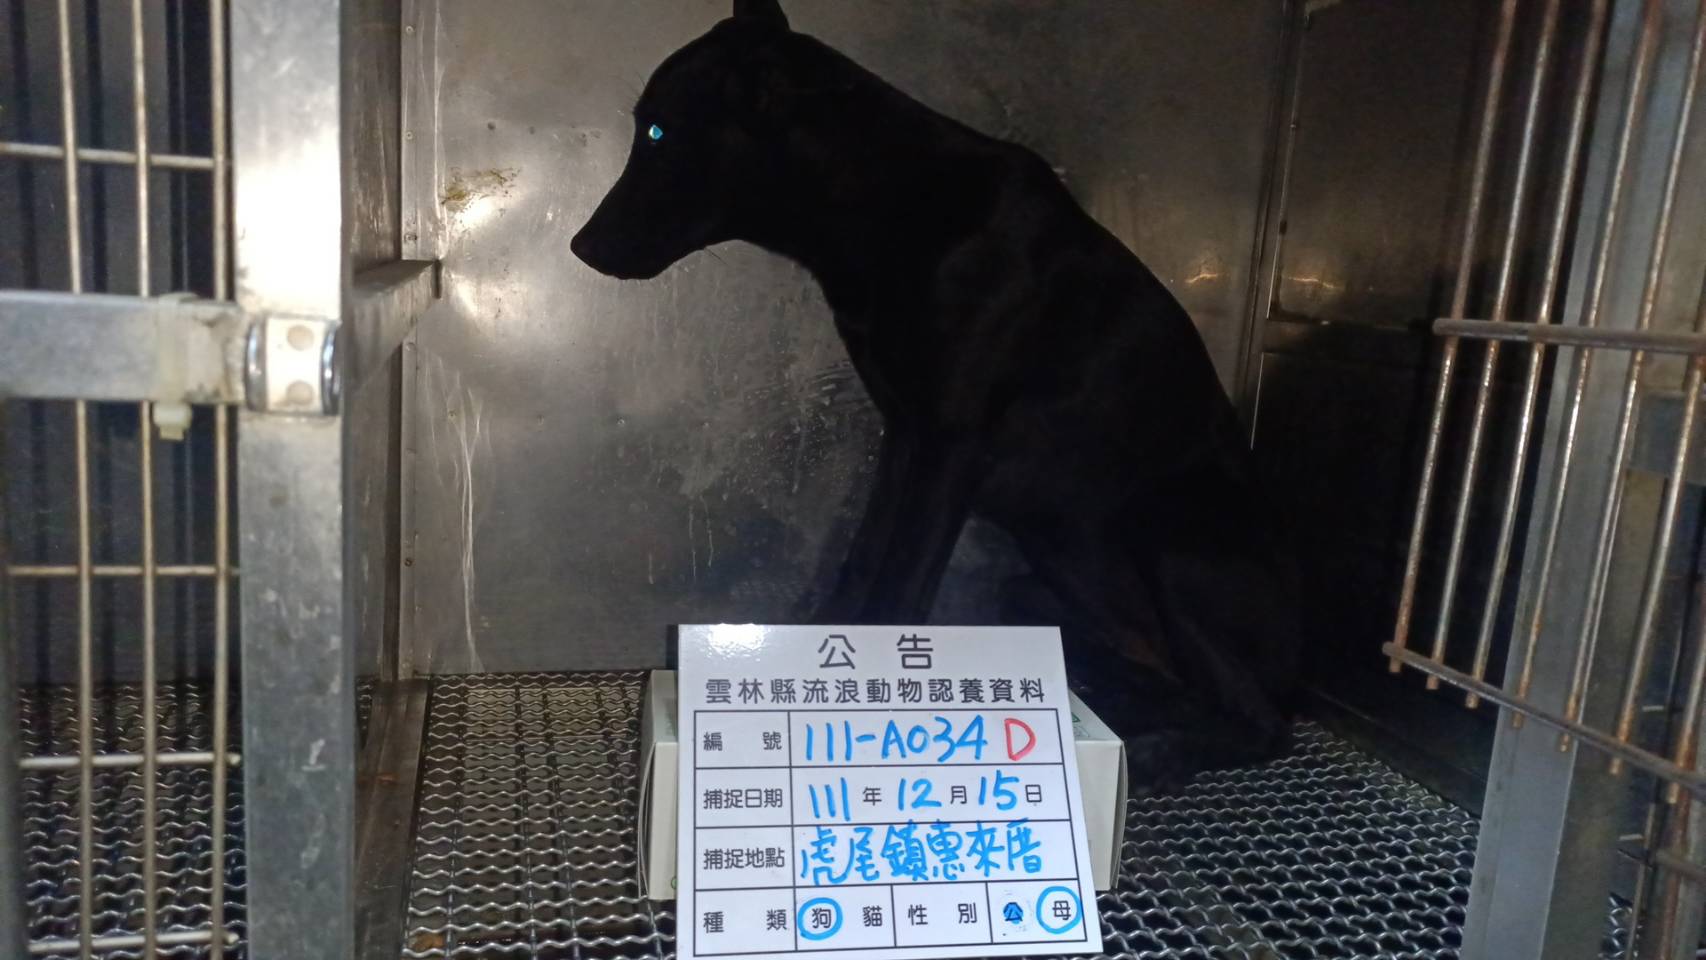 公告
雲林縣流浪動物認養資料
編號 111-A034 D
捕捉日期 111年12月15日
捕捉地點 虎尾鎮惠來厝
種類 狗 貓 性別 公 母